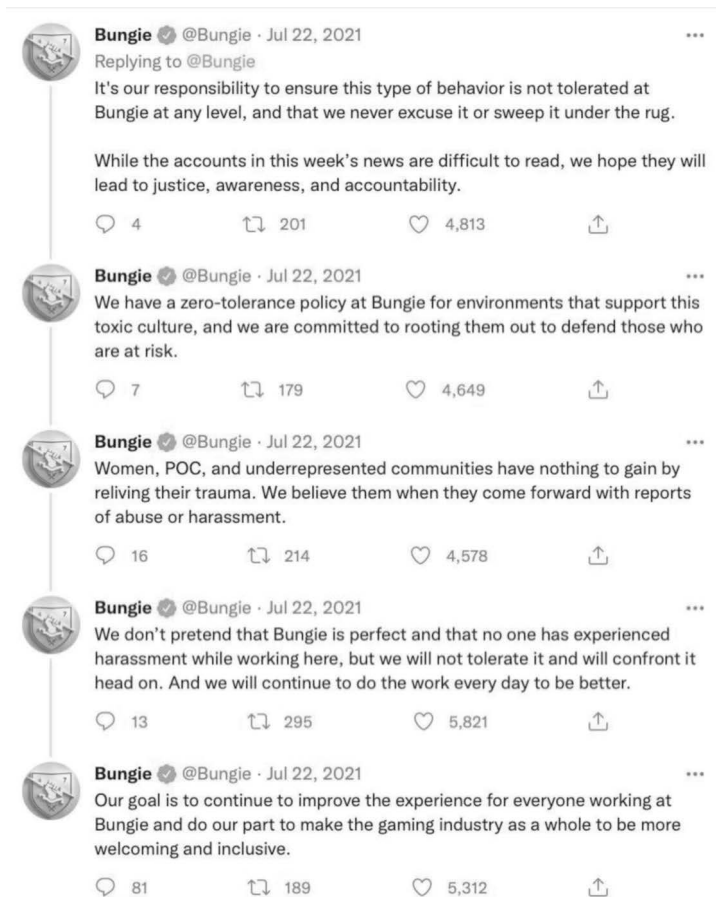 Bungie @Bungie · Jul 22, 2021
Replying to @Bungie
It's our responsibility to ensure this type of behavior is not tolerated at
Bungie at any level, and that we never excuse it or sweep it under the rug.
While the accounts in this week's news are difficult to read, we hope they will
lead to justice, awareness, and accountability.
4 201 4,813
Bungie @Bungie · Jul 22, 2021
We have a zero-tolerance policy at Bungie for environments that support this
toxic culture, and we are committed to rooting them out to defend those who
are at risk.
7 179 4,649
Bungie @Bungie · Jul 22, 2021
Women, POC, and underrepresented communities have nothing to gain by
reliving their trauma. We believe them when they come forward with reports
of abuse or harassment.
16 214 4,578
Bungie @Bungie · Jul 22, 2021
We don't pretend that Bungie is perfect and that no one has experienced
harassment while working here, but we will not tolerate it and will confront it
head on. And we will continue to do the work every day to be better.
13 295 5,821
Bungie @Bungie · Jul 22, 2021
Our goal is to continue to improve the experience for everyone working at
Bungie and do our part to make the gaming industry as a whole to be more
welcoming and inclusive.
81 189 5,312